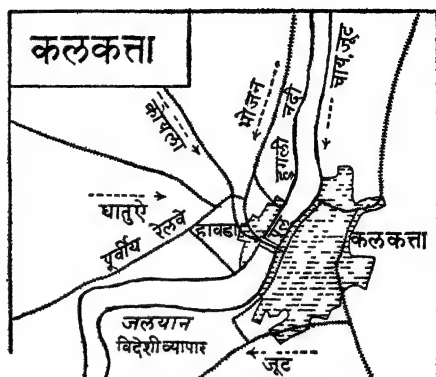 कलकत्ता
कोयला
भोजन
हुगली नदी
चाय, जूट
धातुऐ
पूर्वीय रेलवे
हावडा
पुल
कलकत्ता
जलयान
विदेशी व्यापार
जूट